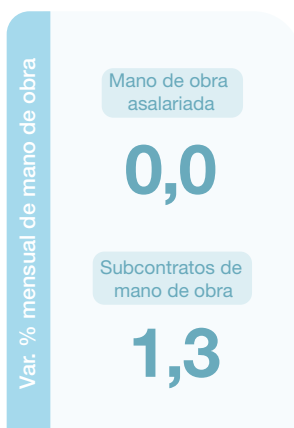 Var. % mensual de mano de obra
Mano de obra
asalariada
0,0
Subcontratos de
mano de obra
1,3